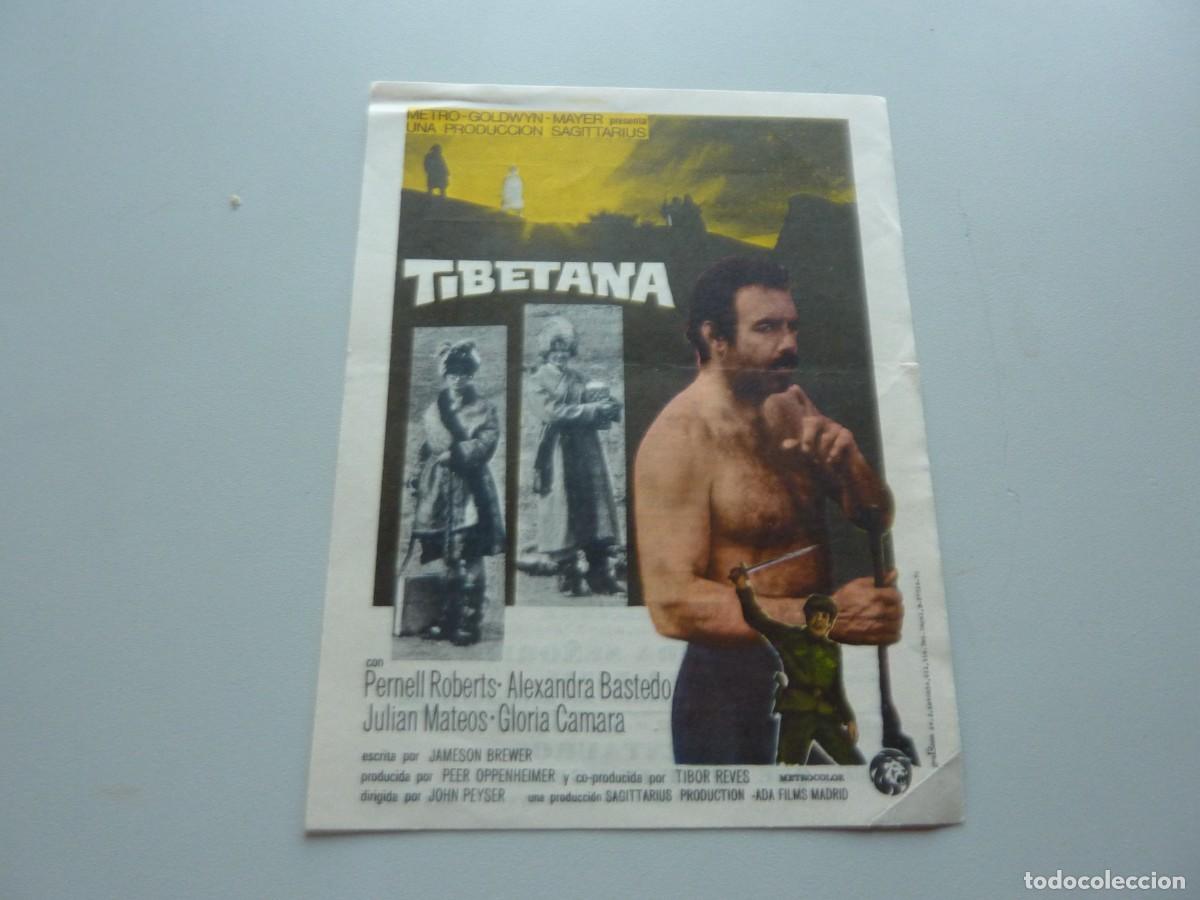 METRO-GOLDWYN-MAYER presenta
UNA PRODUCCION SAGITTARIUS
TIBETANA
con
Pernell Roberts · Alexandra Bastedo
Julian Mateos · Gloria Camara
escrita por JAMESON BREWER
producida por PEER OPPENHEIMER y co-producida por TIBOR REVES METROCOLOR
dirigida por JOHN PEYSER una producción SAGITTARIUS PRODUCTION - ADA FILMS MADRID
todocoleccion